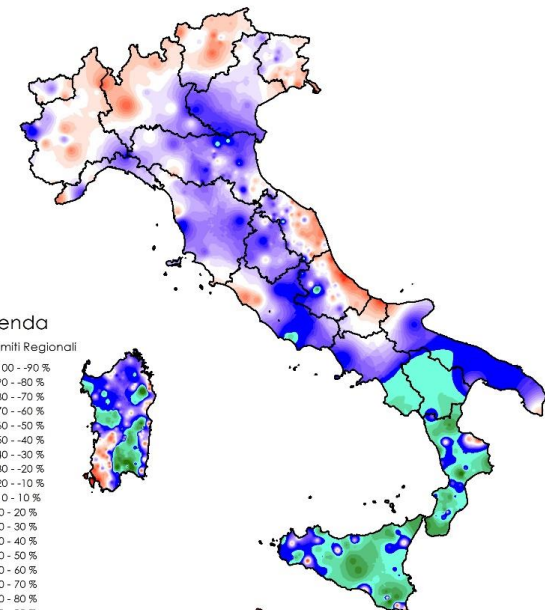 enda
miti Regionali
00 - -90 %
90 - -80 %
80 - -70 %
70 - -60 %
60 - -50 %
50 - -40 %
40 - -30 %
30 - -20 %
20 - -10 %
10 - 10 %
0 - 20 %
0 - 30 %
0 - 40 %
0 - 50 %
0 - 60 %
0 - 70 %
0 - 80 %